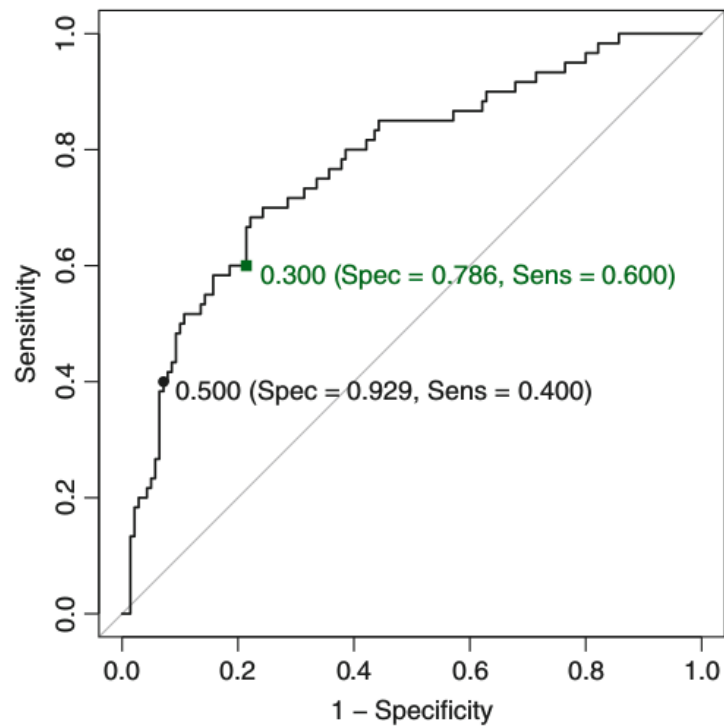 1.0
0.8
0.6
0.4
0.2
0.0
Sensitivity
0.300 (Spec = 0.786, Sens = 0.600)
0.500 (Spec = 0.929, Sens = 0.400)
0.0 0.2 0.4 0.6 0.8 1.0
1 − Specificity